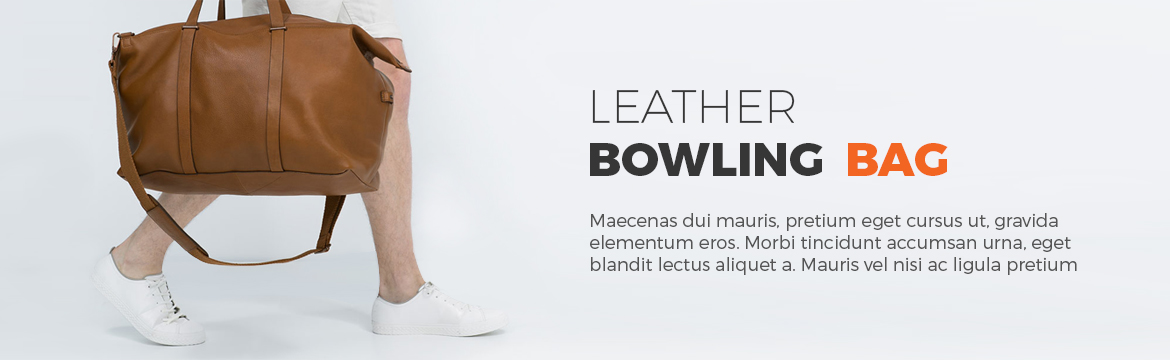 LEATHER
BOWLING BAG
Maecenas dui mauris, pretium eget cursus ut, gravida
elementum eros. Morbi tincidunt accumsan urna, eget
blandit lectus aliquet a. Mauris vel nisi ac ligula pretium